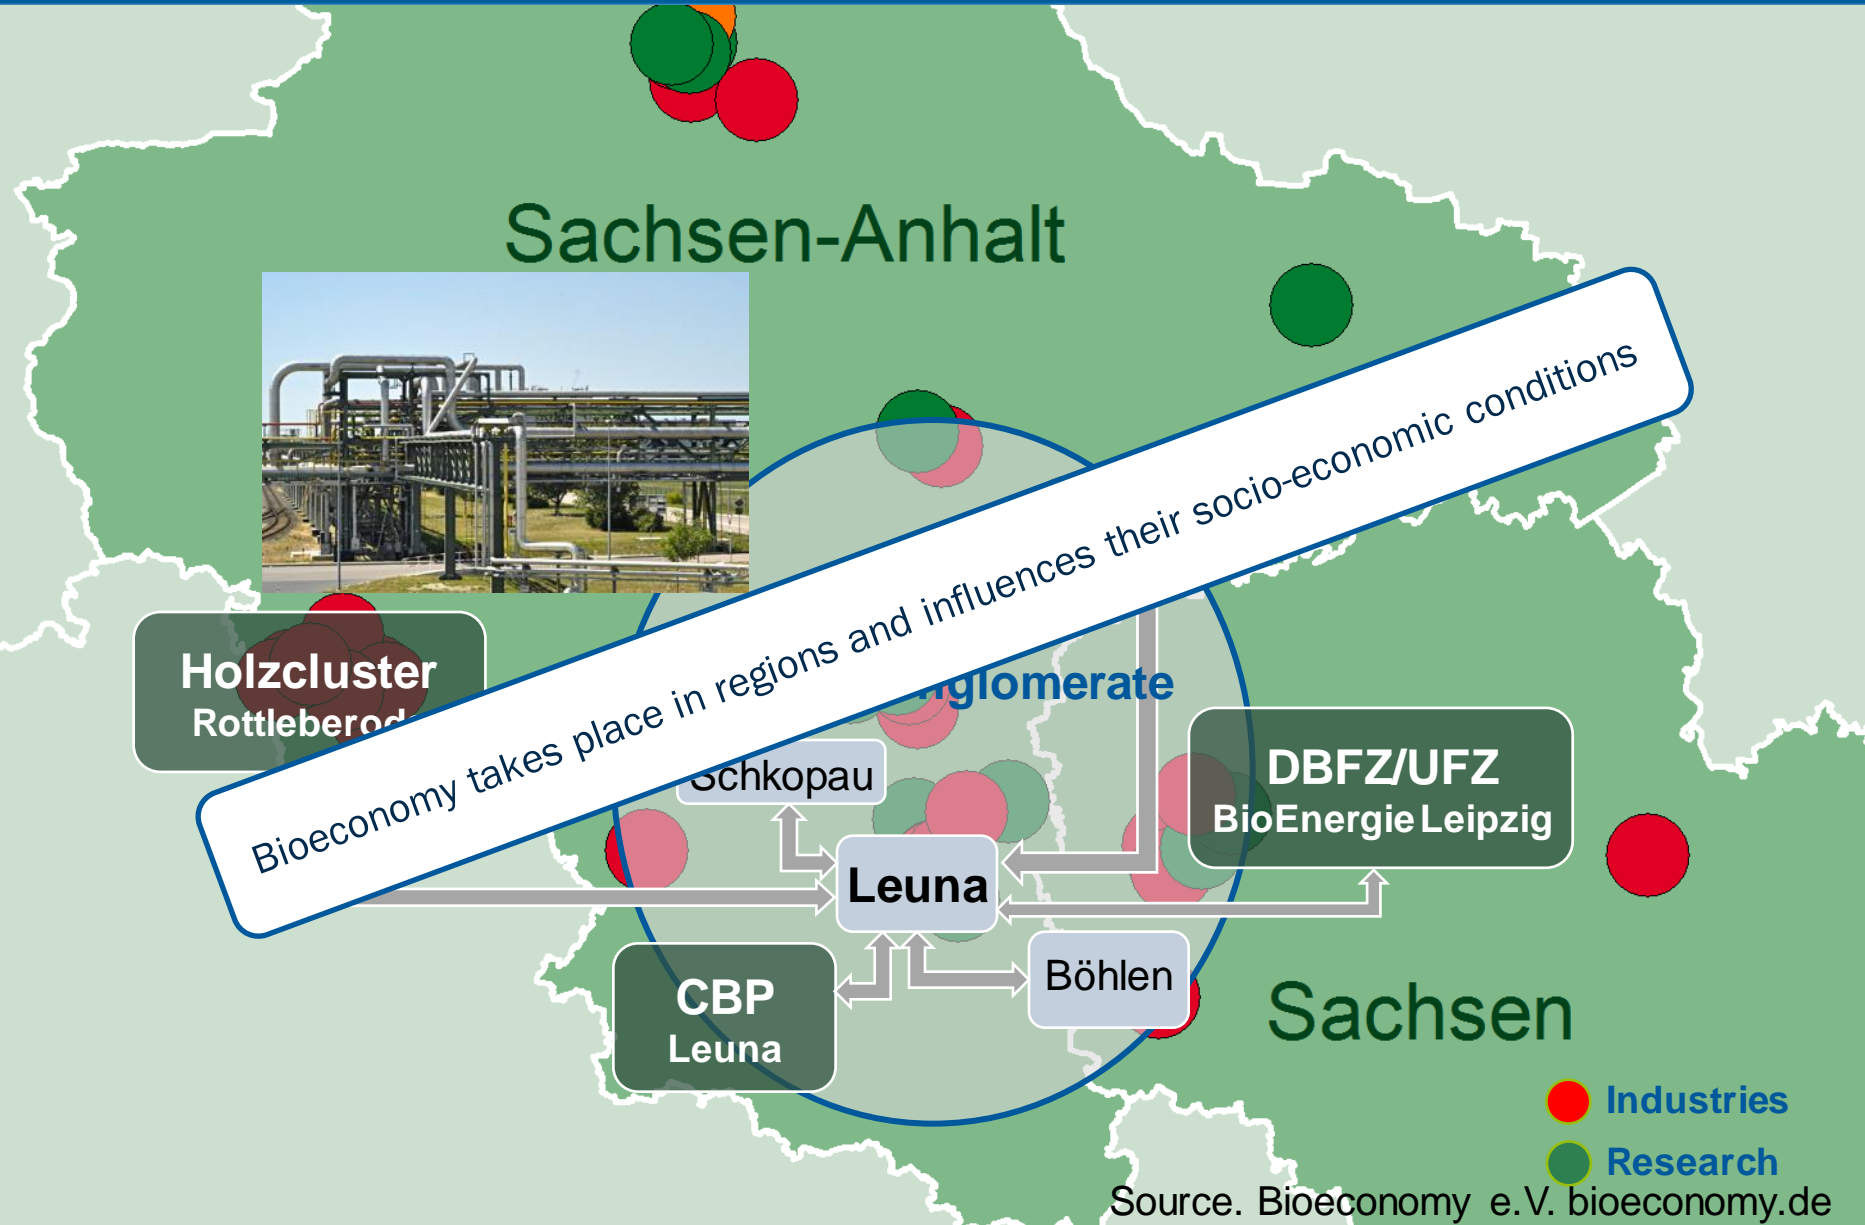 Sachsen-Anhalt
Bioeconomy takes place in regions and influences their socio-economic conditions
Holzcluster
Schkopau
DBFZ/UFZ
BioEnergie Leipzig
Leuna
Böhlen
CBP
Leuna
Sachsen
Industries
Research
Source. Bioeconomy e.V. bioeconomy.de